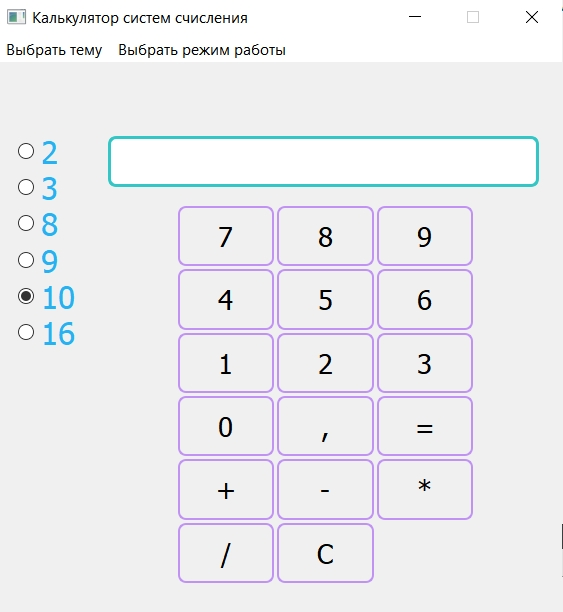 Калькулятор систем счисления
Выбрать тему Выбрать режим работы
2
3
8
9
10
16
7 8 9
4 5 6
1 2 3
0 , =
+ - *
/ C